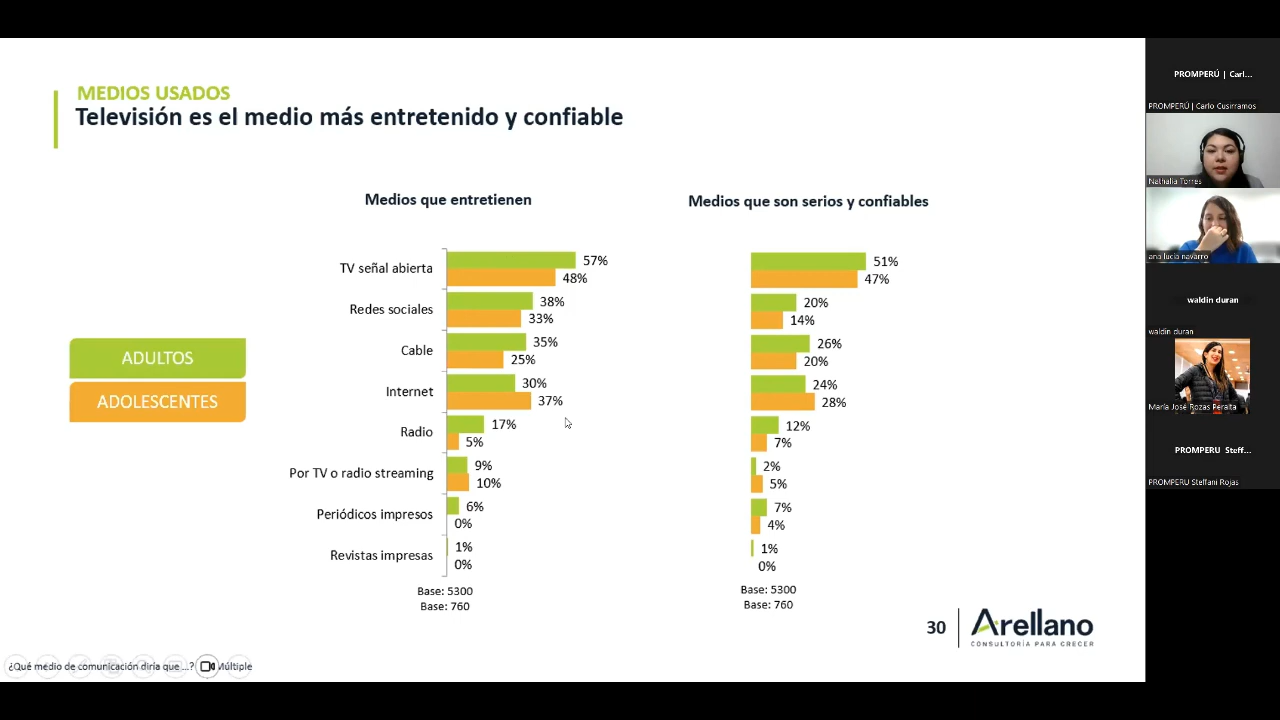 MEDIOS USADOS
Televisión es el medio más entretenido y confiable
Medios que entretienen
Medios que son serios y confiables
ADULTOS
ADOLESCENTES
TV señal abierta
57%
48%
51%
47%
Redes sociales
38%
33%
20%
14%
Cable
35%
25%
26%
20%
Internet
30%
37%
24%
28%
Radio
17%
5%
12%
7%
Por TV o radio streaming
9%
10%
2%
5%
Periódicos impresos
6%
0%
7%
4%
Revistas impresas
1%
0%
1%
0%
Base: 5300
Base: 760
Base: 5300
Base: 760
30
Arellano
CONSULTORÍA PARA CRECER
¿Qué medio de comunicación diría que ...?
Múltiple
PROMPERÚ | Carl...
PROMPERÚ | Carlo Cusirramos
Nathalia Torres
ana lucia navarro
waldin duran
waldin duran
María José Rozas Peralta
PROMPERU Steff...
PROMPERU Steffani Rojas